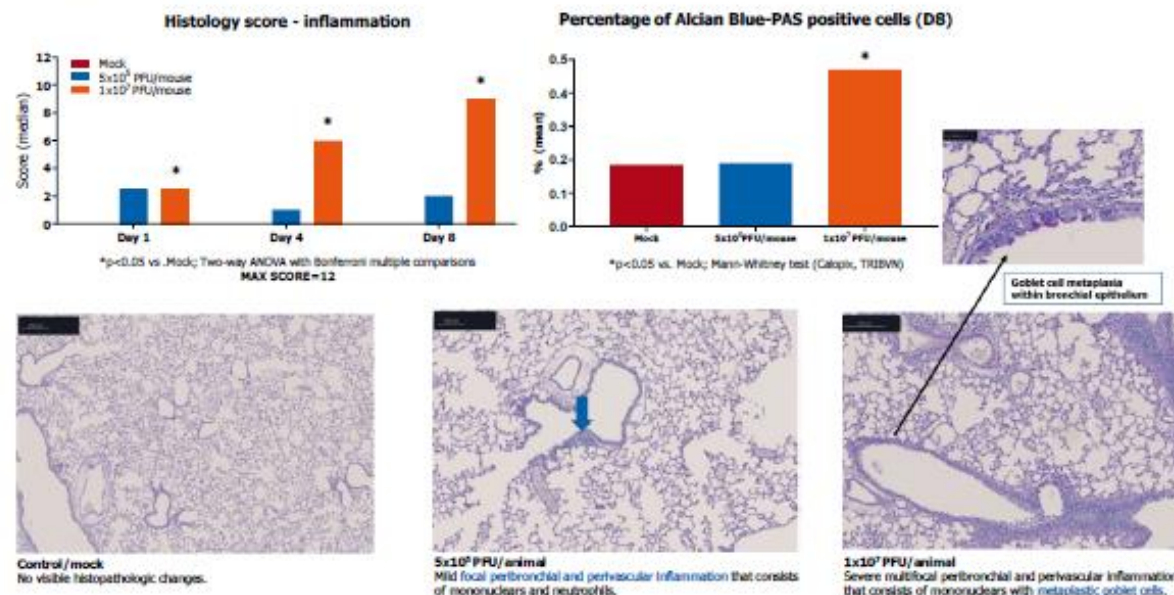 Histology score - inflammation
12
10
8
6
4
2
0
Score (median)
Mock
5x10⁵ PFU/mouse
1x10⁷ PFU/mouse
*
*
*
Day 1
Day 4
Day 8
*p<0.05 vs .Mock; Two-way ANOVA with Bonferroni multiple comparisons
MAX SCORE=12
Percentage of Alcian Blue-PAS positive cells (D8)
0.5
0.4
0.3
0.2
0.1
0.0
% (mean)
*
Mock
5x10⁵PFU/mouse
1x10⁷PFU/mouse
*p<0.05 vs. Mock; Mann-Whitney test (Calopix, TRIBVN)
Goblet cell metaplasia
within bronchial epithelium
Control/mock
No visible histopathologic changes.
5x10⁵ PFU/animal
Mild focal peribronchial and perivascular inflammation that consists
of mononuclears and neutrophils.
1x10⁷ PFU/animal
Severe multifocal peribronchial and perivascular inflammation
that consists of mononuclears with metaplastic goblet cells.